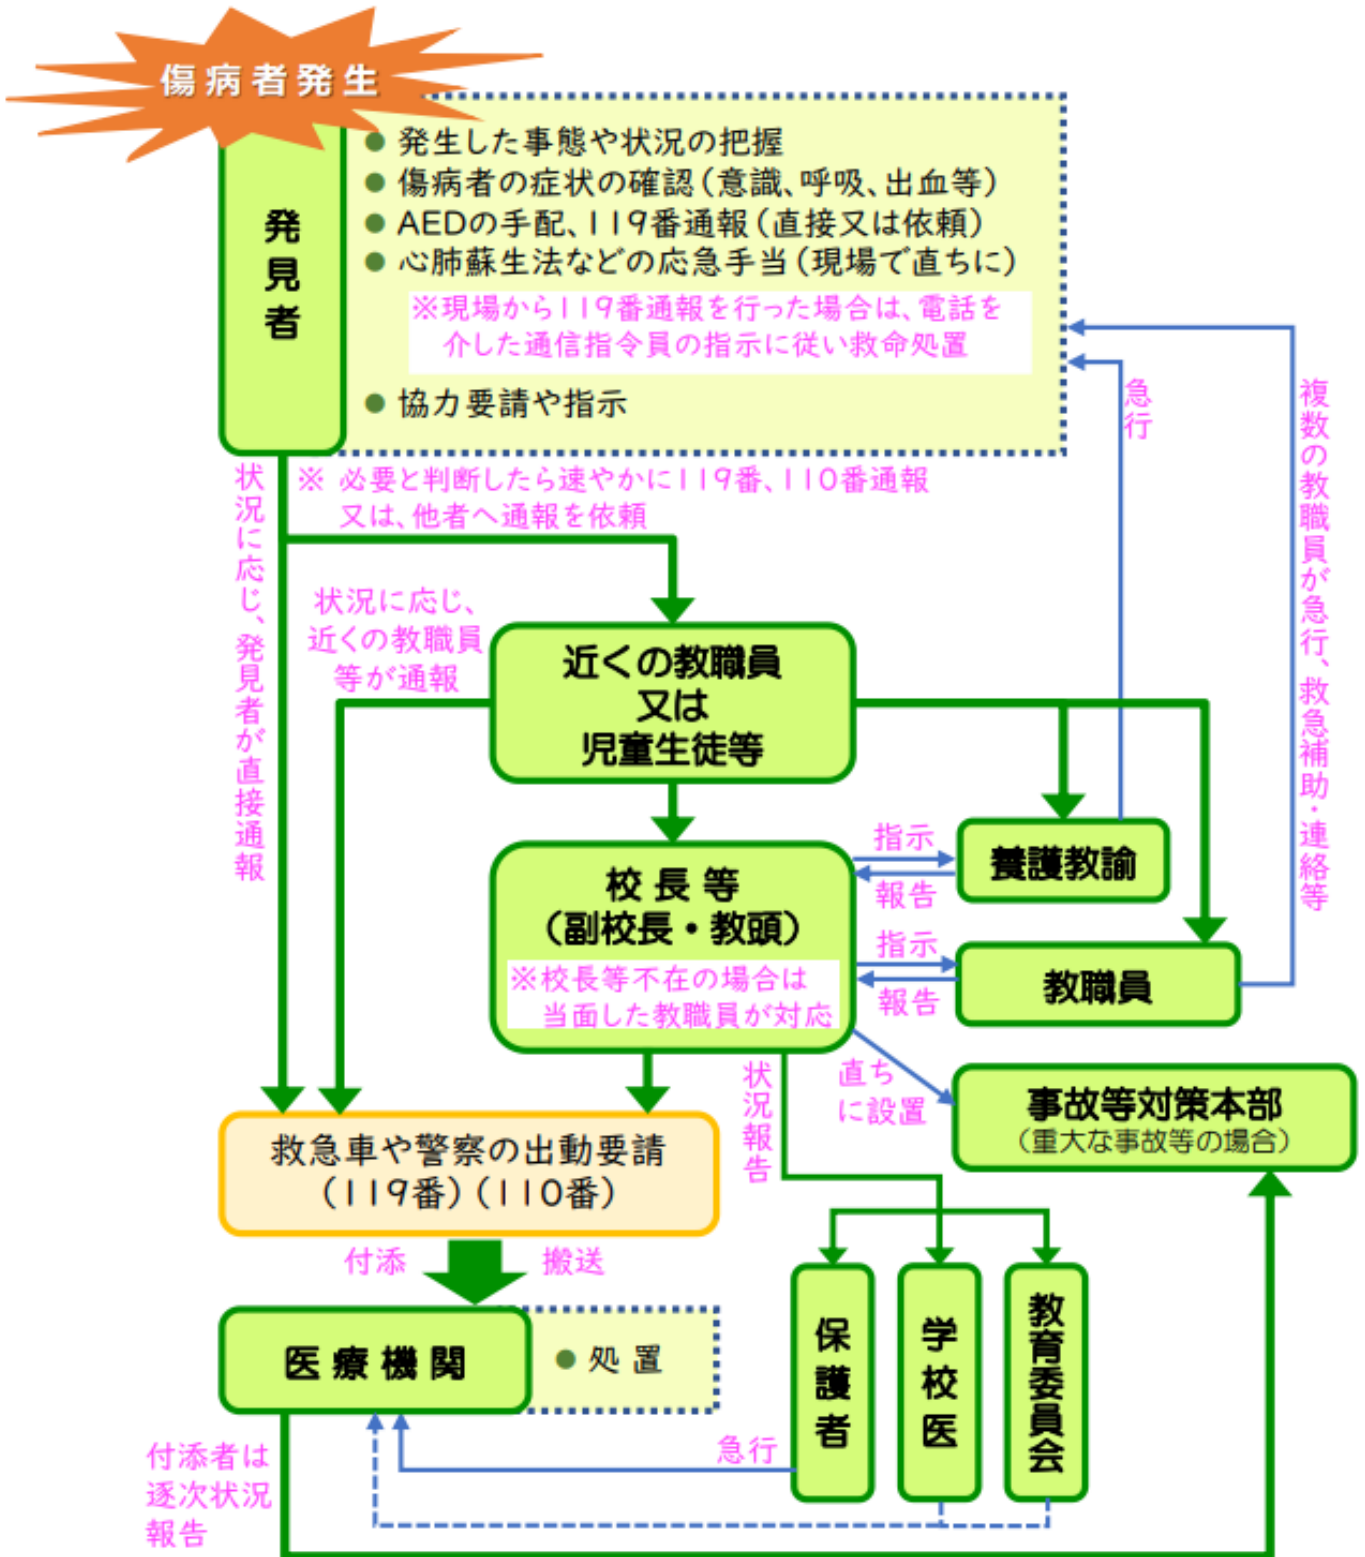 傷病者発生
発見者
● 発生した事態や状況の把握
● 傷病者の症状の確認(意識、呼吸、出血等)
● AEDの手配、119番通報(直接又は依頼)
● 心肺蘇生法などの応急手当(現場で直ちに)
※現場から119番通報を行った場合は、電話を
介した通信指令員の指示に従い救命処置
● 協力要請や指示
急行
複数の教職員が急行、救急補助・連絡等
状況に応じ、発見者が直接通報
※ 必要と判断したら速やかに119番、110番通報
又は、他者へ通報を依頼
状況に応じ、
近くの教職員
等が通報
近くの教職員
又は
児童生徒等
校長等
(副校長・教頭)
※校長等不在の場合は
当面した教職員が対応
指示
報告
養護教諭
指示
報告
教職員
状況報告
直ち
に設置
事故等対策本部
(重大な事故等の場合)
救急車や警察の出動要請
(119番)(110番)
付添
搬送
医療機関
● 処置
保護者
学校医
教育委員会
急行
付添者は
逐次状況
報告